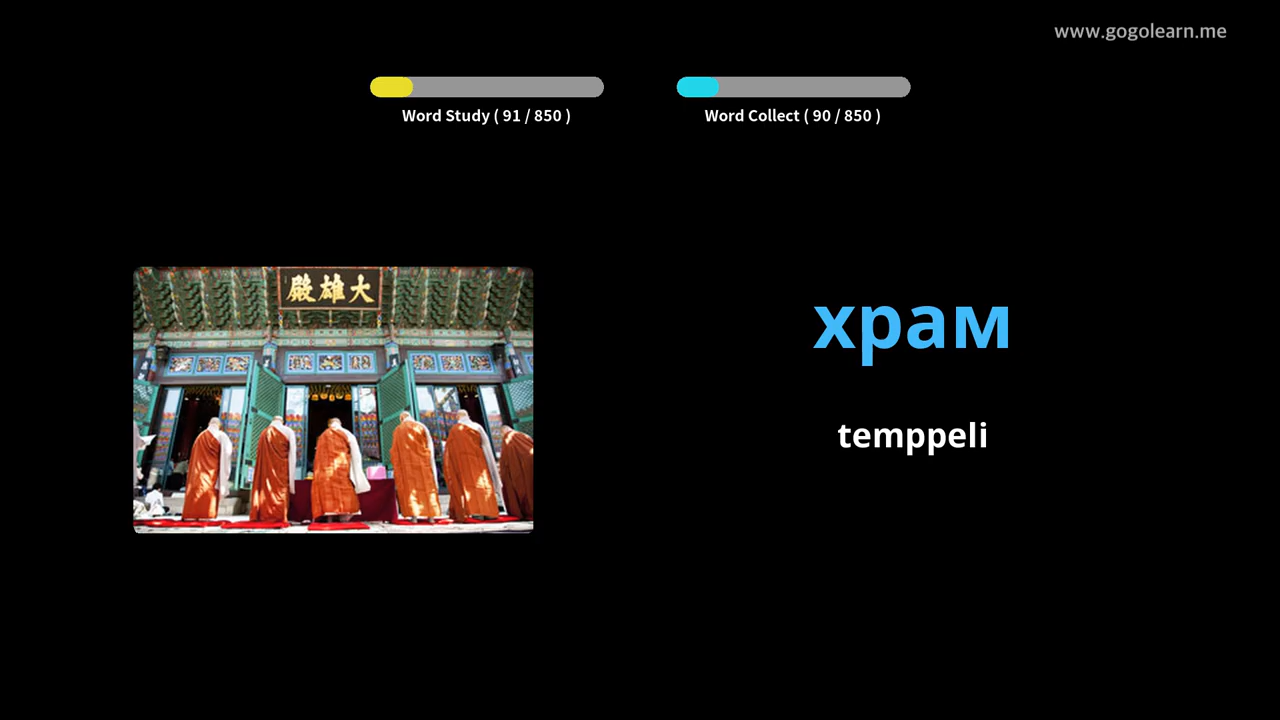 www.gogolearn.me
Word Study ( 91 / 850 )
Word Collect ( 90 / 850 )
殿雄大
храм
temppeli